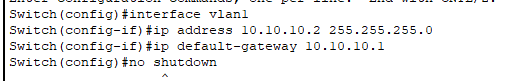 Switch(config)#interface vlan1
Switch(config-if)#ip address 10.10.10.2 255.255.255.0
Switch(config-if)#ip default-gateway 10.10.10.1
Switch(config)#no shutdown
^